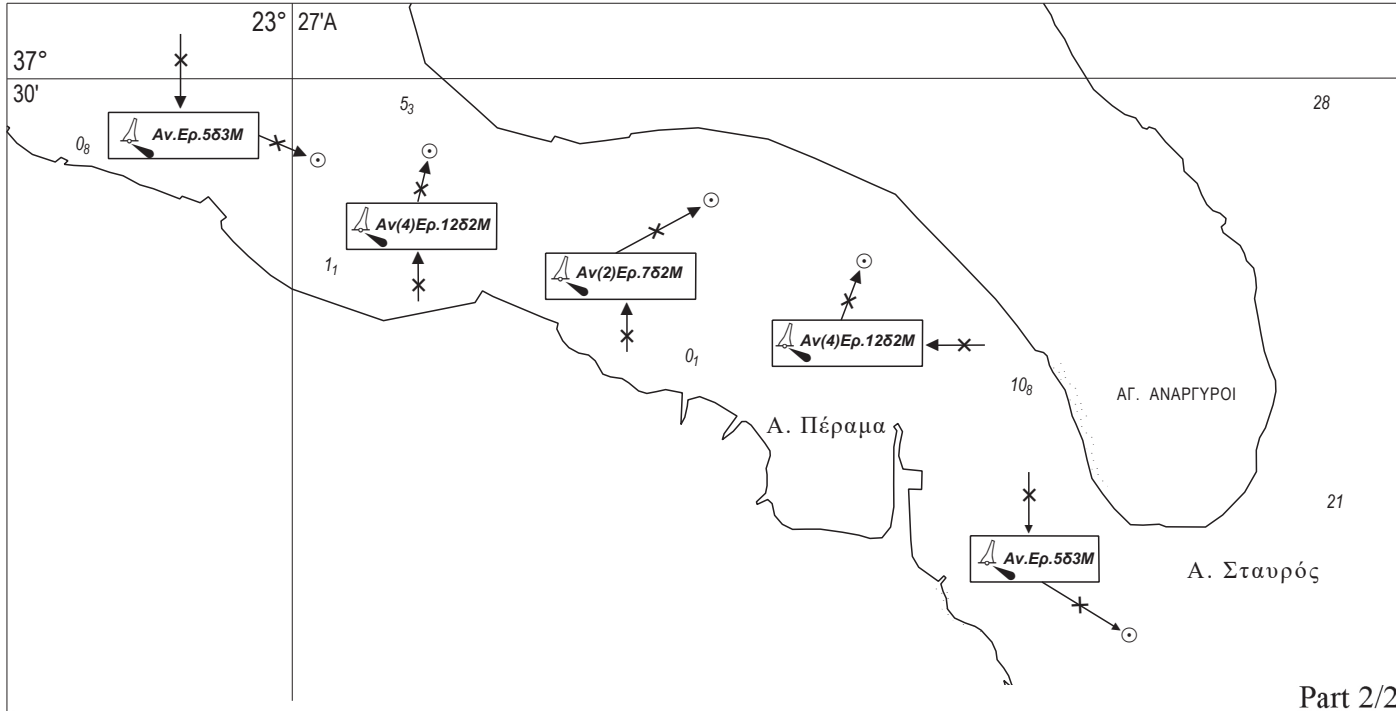 23° 27'A
37°
30'
5₃
28
0₈
Αν.Ερ.5δ3Μ
Αν(4)Ερ.12δ2Μ
1₁
Αν(2)Ερ.7δ2Μ
Αν(4)Ερ.12δ2Μ
0₁
10₈
ΑΓ. ΑΝΑΡΓΥΡΟΙ
Α. Πέραμα
21
Αν.Ερ.5δ3Μ
Α. Σταυρός
Part 2/2